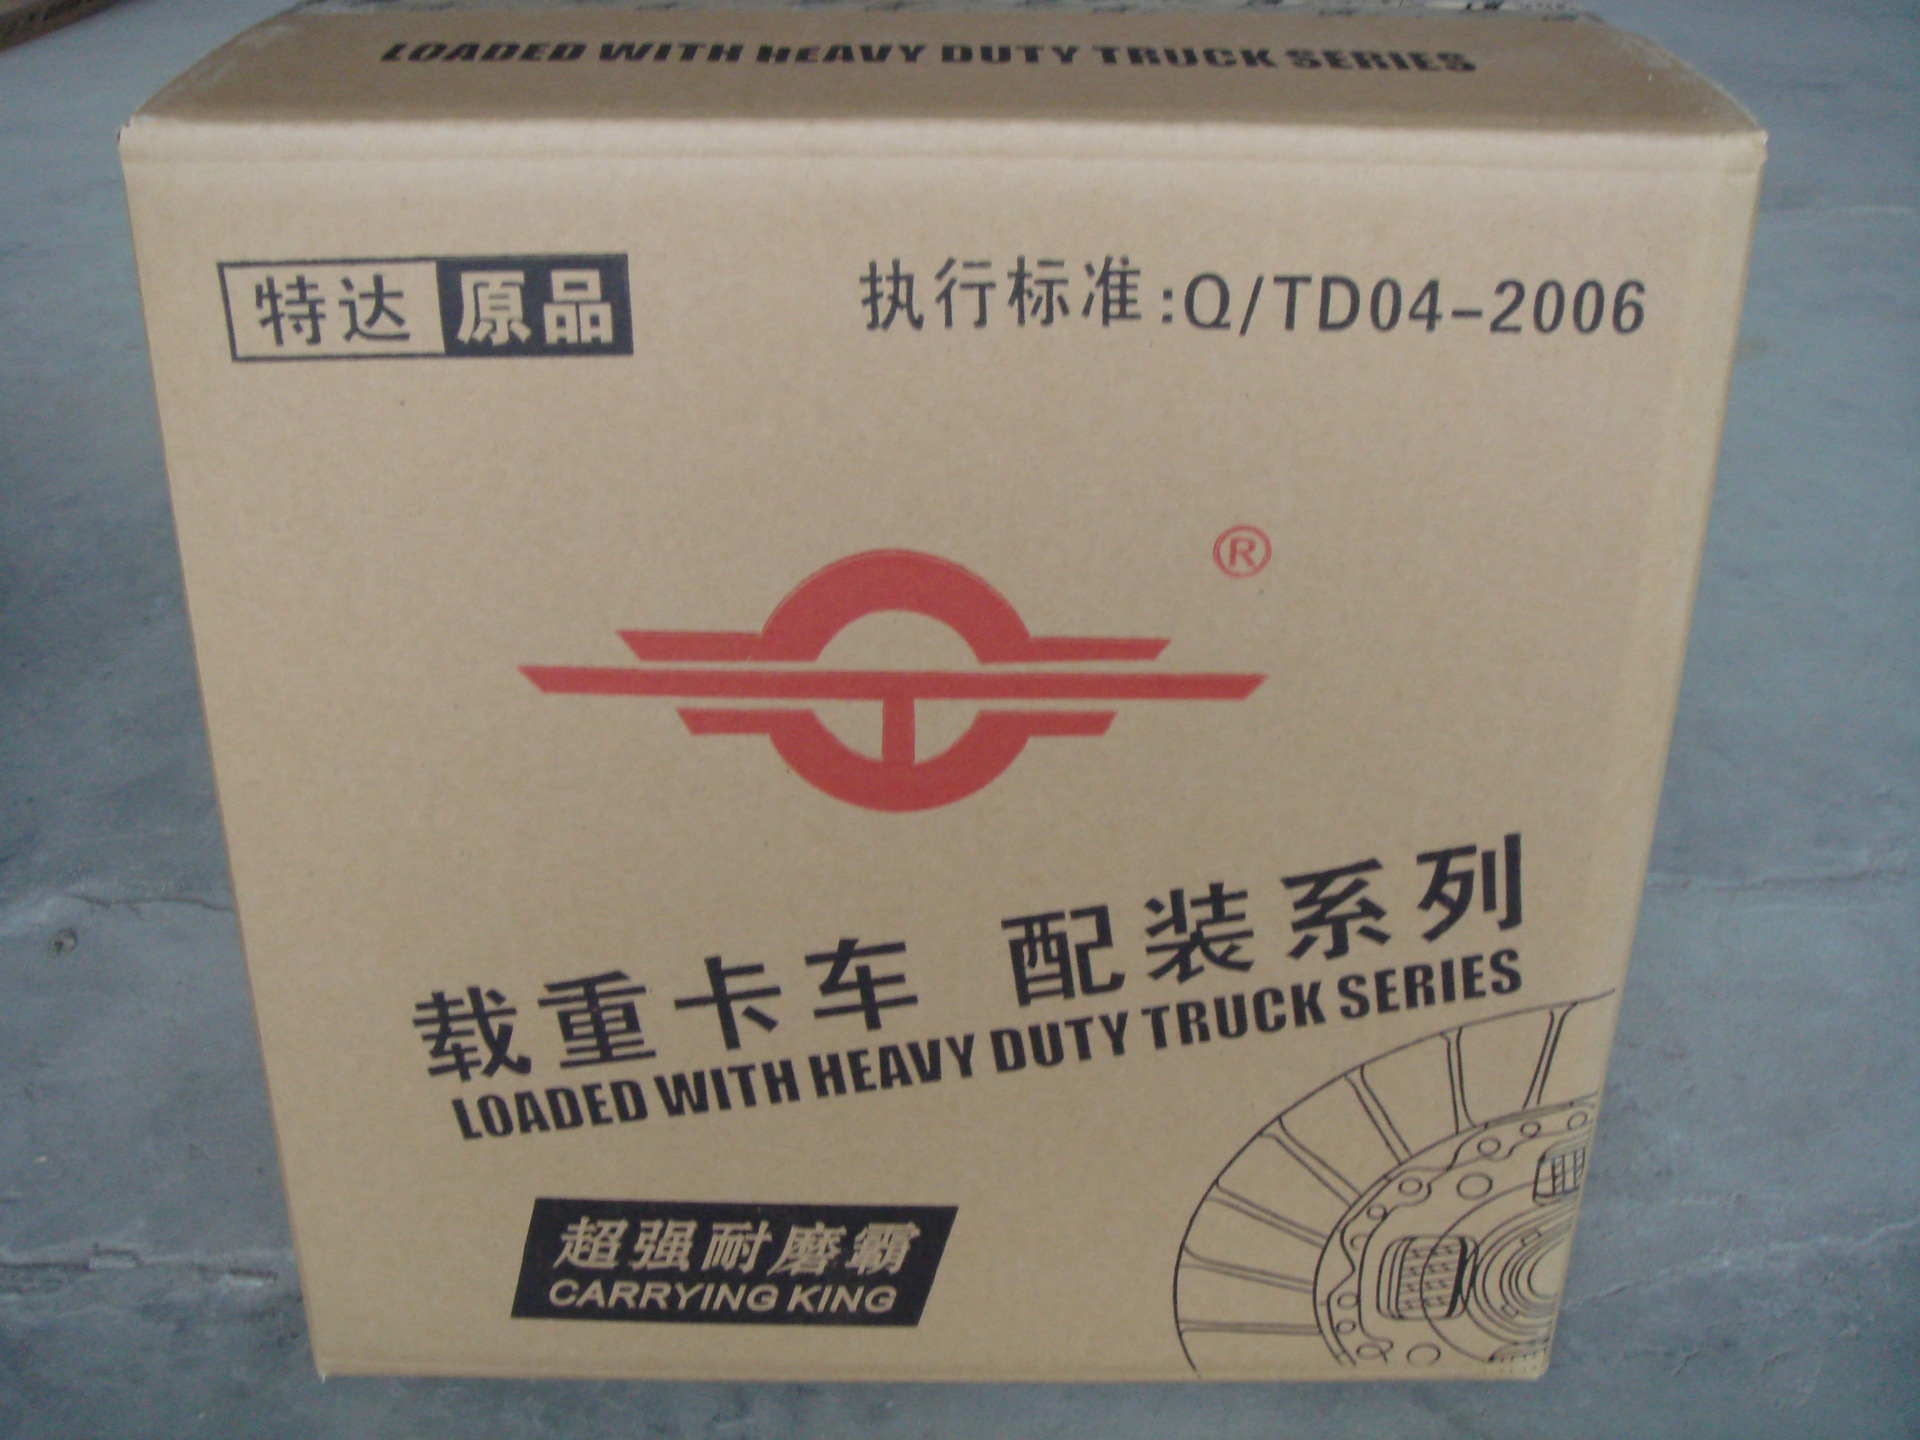 LOADED WITH HEAVY DUTY TRUCK SERIES
特达 原品
执行标准:Q/TD04-2006
®
载重卡车 配装系列
LOADED WITH HEAVY DUTY TRUCK SERIES
超强耐磨霸
CARRYING KING